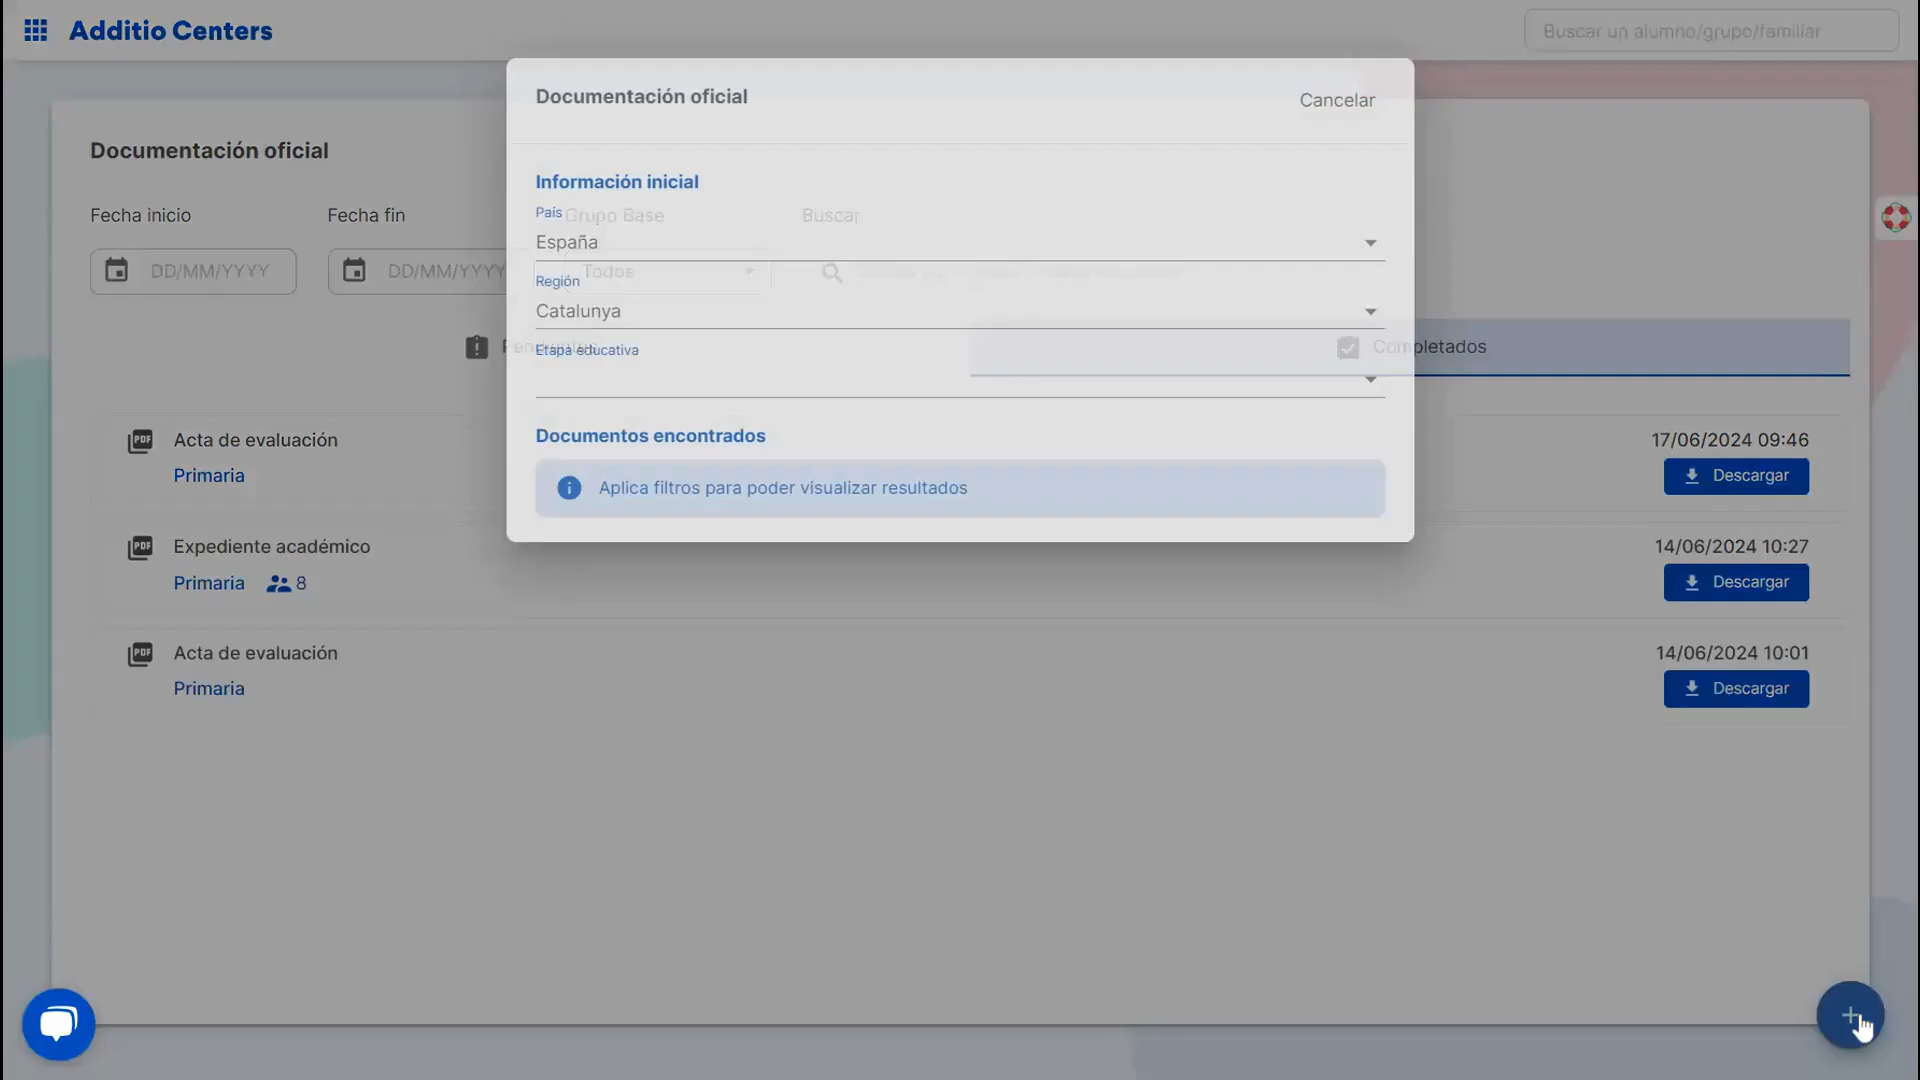 Additio Centers
Buscar un alumno/grupo/familiar
Documentación oficial
Cancelar
Documentación oficial
Información inicial
Fecha inicio
Fecha fin
País
Grupo Base
Buscar
España
DD/MM/YYYY
DD/MM/YYYY
Todos
Región
Catalunya
Etapa educativa
Completados
Documentos encontrados
Aplica filtros para poder visualizar resultados
PDF
Acta de evaluación
17/06/2024 09:46
Primaria
Descargar
PDF
Expediente académico
14/06/2024 10:27
Primaria
8
Descargar
PDF
Acta de evaluación
14/06/2024 10:01
Primaria
Descargar